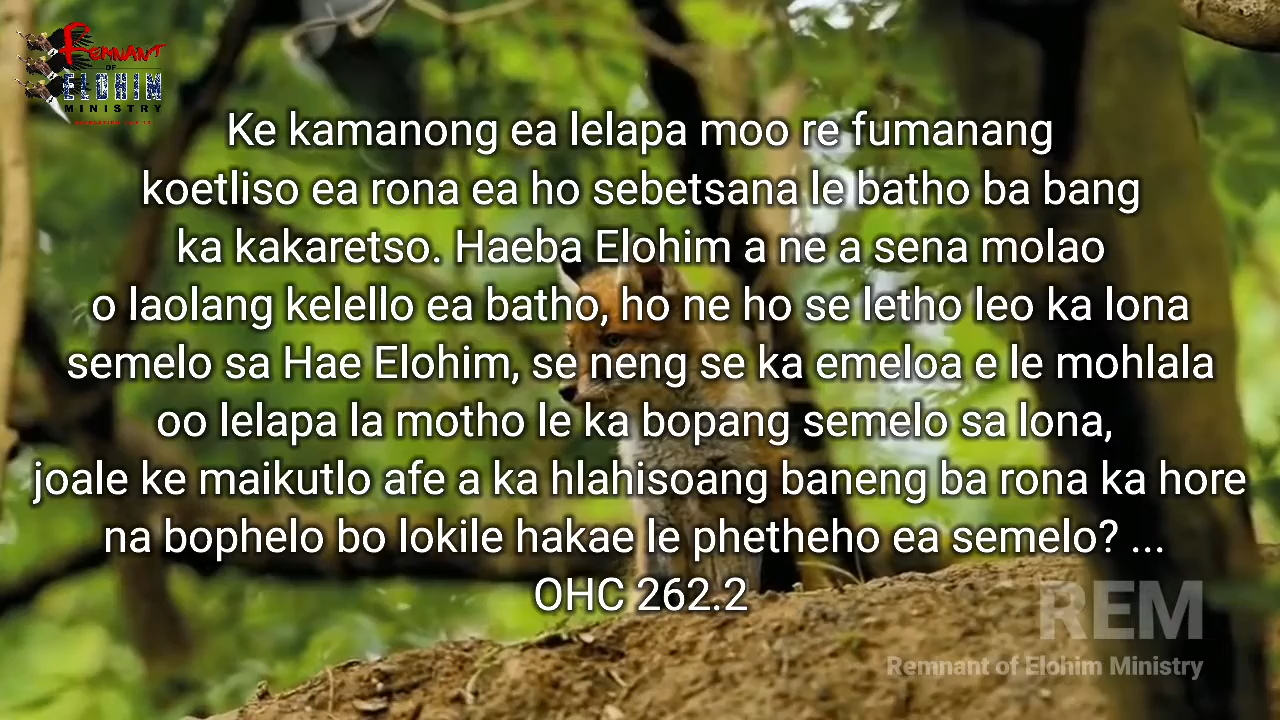 REMNANT
OF
ELOHIM
MINISTRY
Ke kamanong ea lelapa moo re fumanang
koetliso ea rona ea ho sebetsana le batho ba bang
ka kakaretso. Haeba Elohim a ne a sena molao
o laolang kelello ea batho, ho ne ho se letho leo ka lona
semelo sa Hae Elohim, se neng se ka emeloa e le mohlala
oo lelapa la motho le ka bopang semelo sa lona,
joale ke maikutlo afe a ka hlahisoang baneng ba rona ka hore
na bophelo bo lokile hakae le phetheho ea semelo? ...
OHC 262.2
REM
Remnant of Elohim Ministry